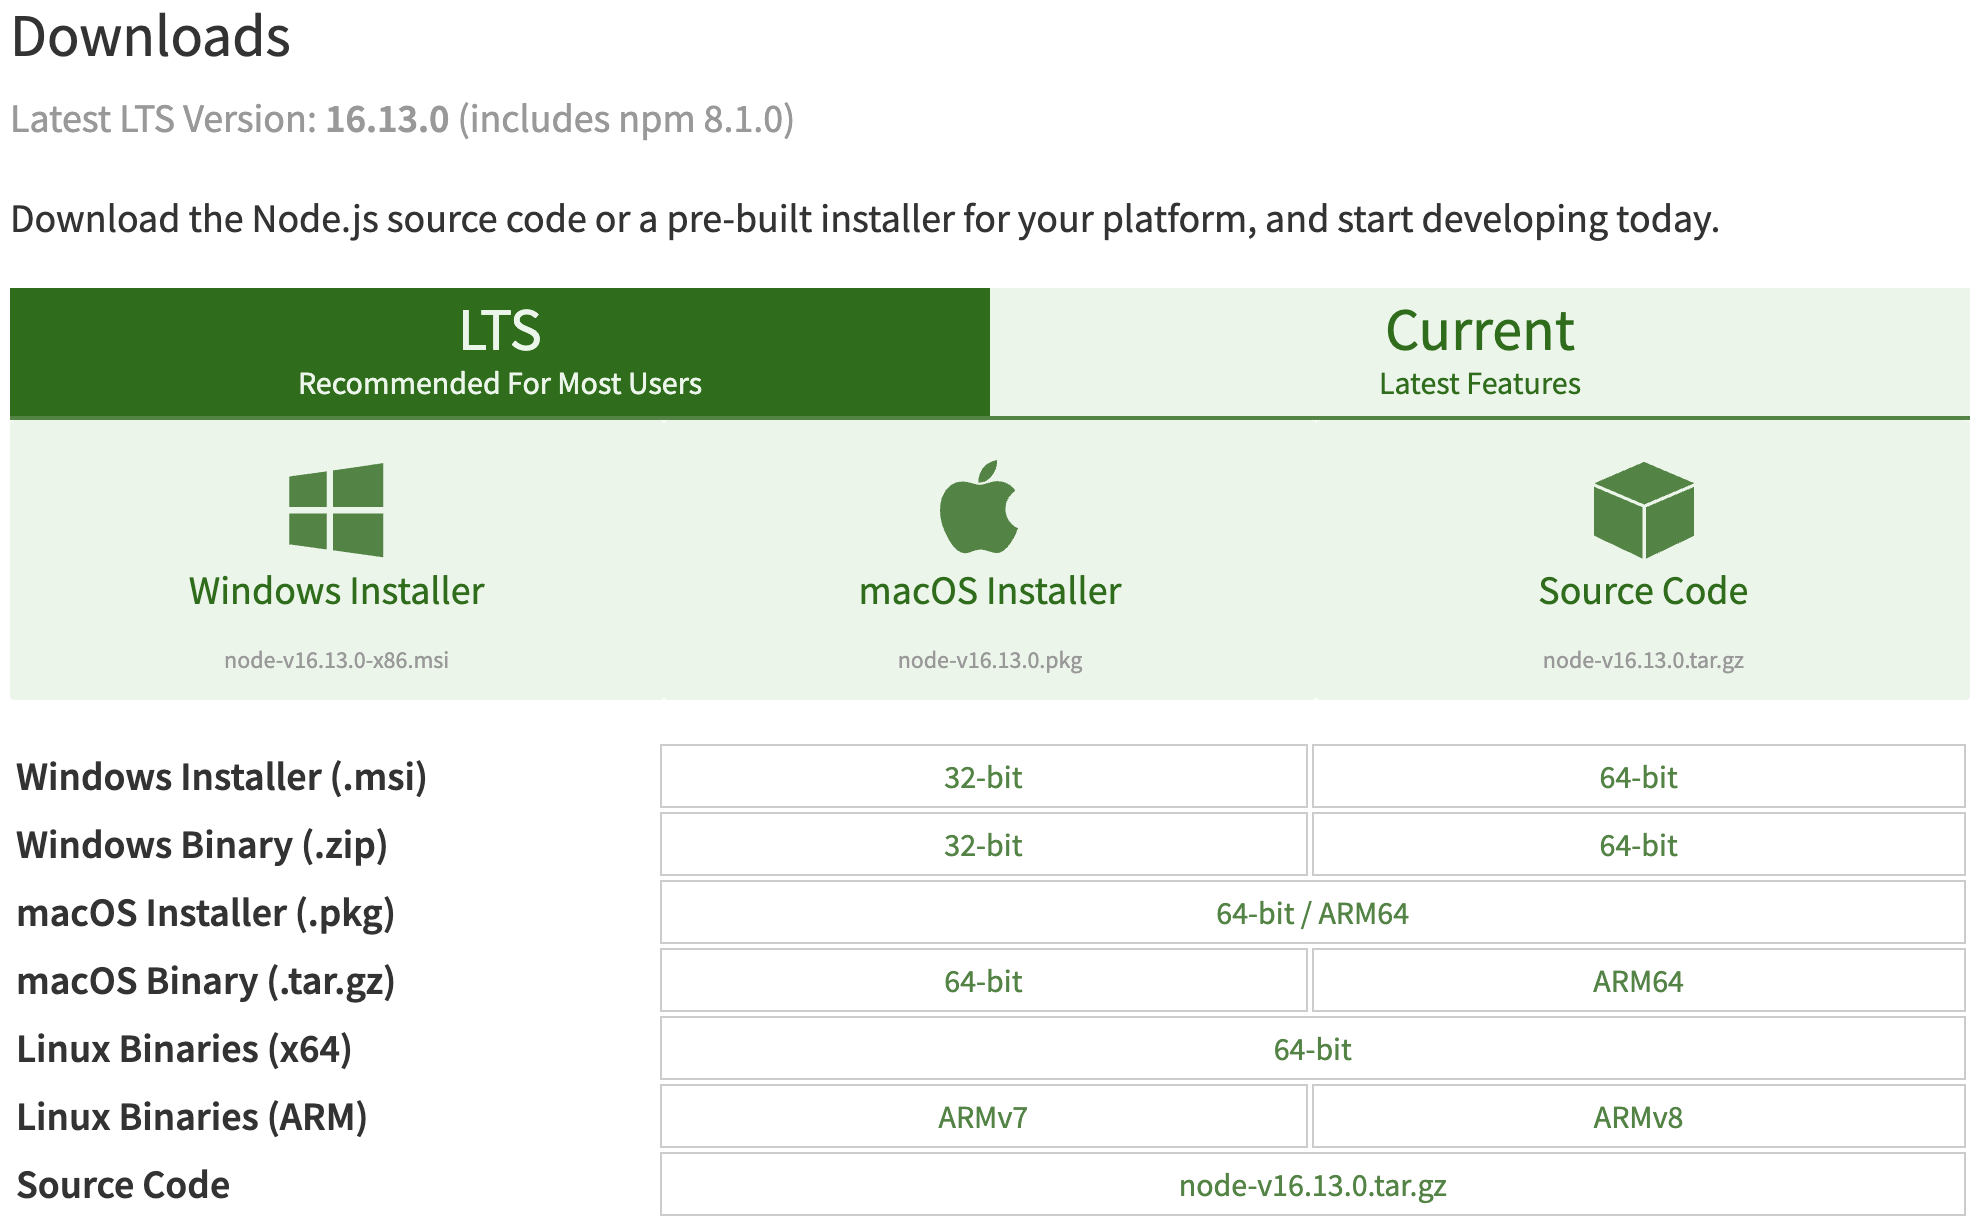 Downloads
Latest LTS Version: 16.13.0 (includes npm 8.1.0)
Download the Node.js source code or a pre-built installer for your platform, and start developing today.
LTS
Recommended For Most Users
Current
Latest Features
Windows Installer
node-v16.13.0-x86.msi
macOS Installer
node-v16.13.0.pkg
Source Code
node-v16.13.0.tar.gz
Windows Installer (.msi) 32-bit 64-bit
Windows Binary (.zip) 32-bit 64-bit
macOS Installer (.pkg) 64-bit / ARM64
macOS Binary (.tar.gz) 64-bit ARM64
Linux Binaries (x64) 64-bit
Linux Binaries (ARM) ARMv7 ARMv8
Source Code node-v16.13.0.tar.gz